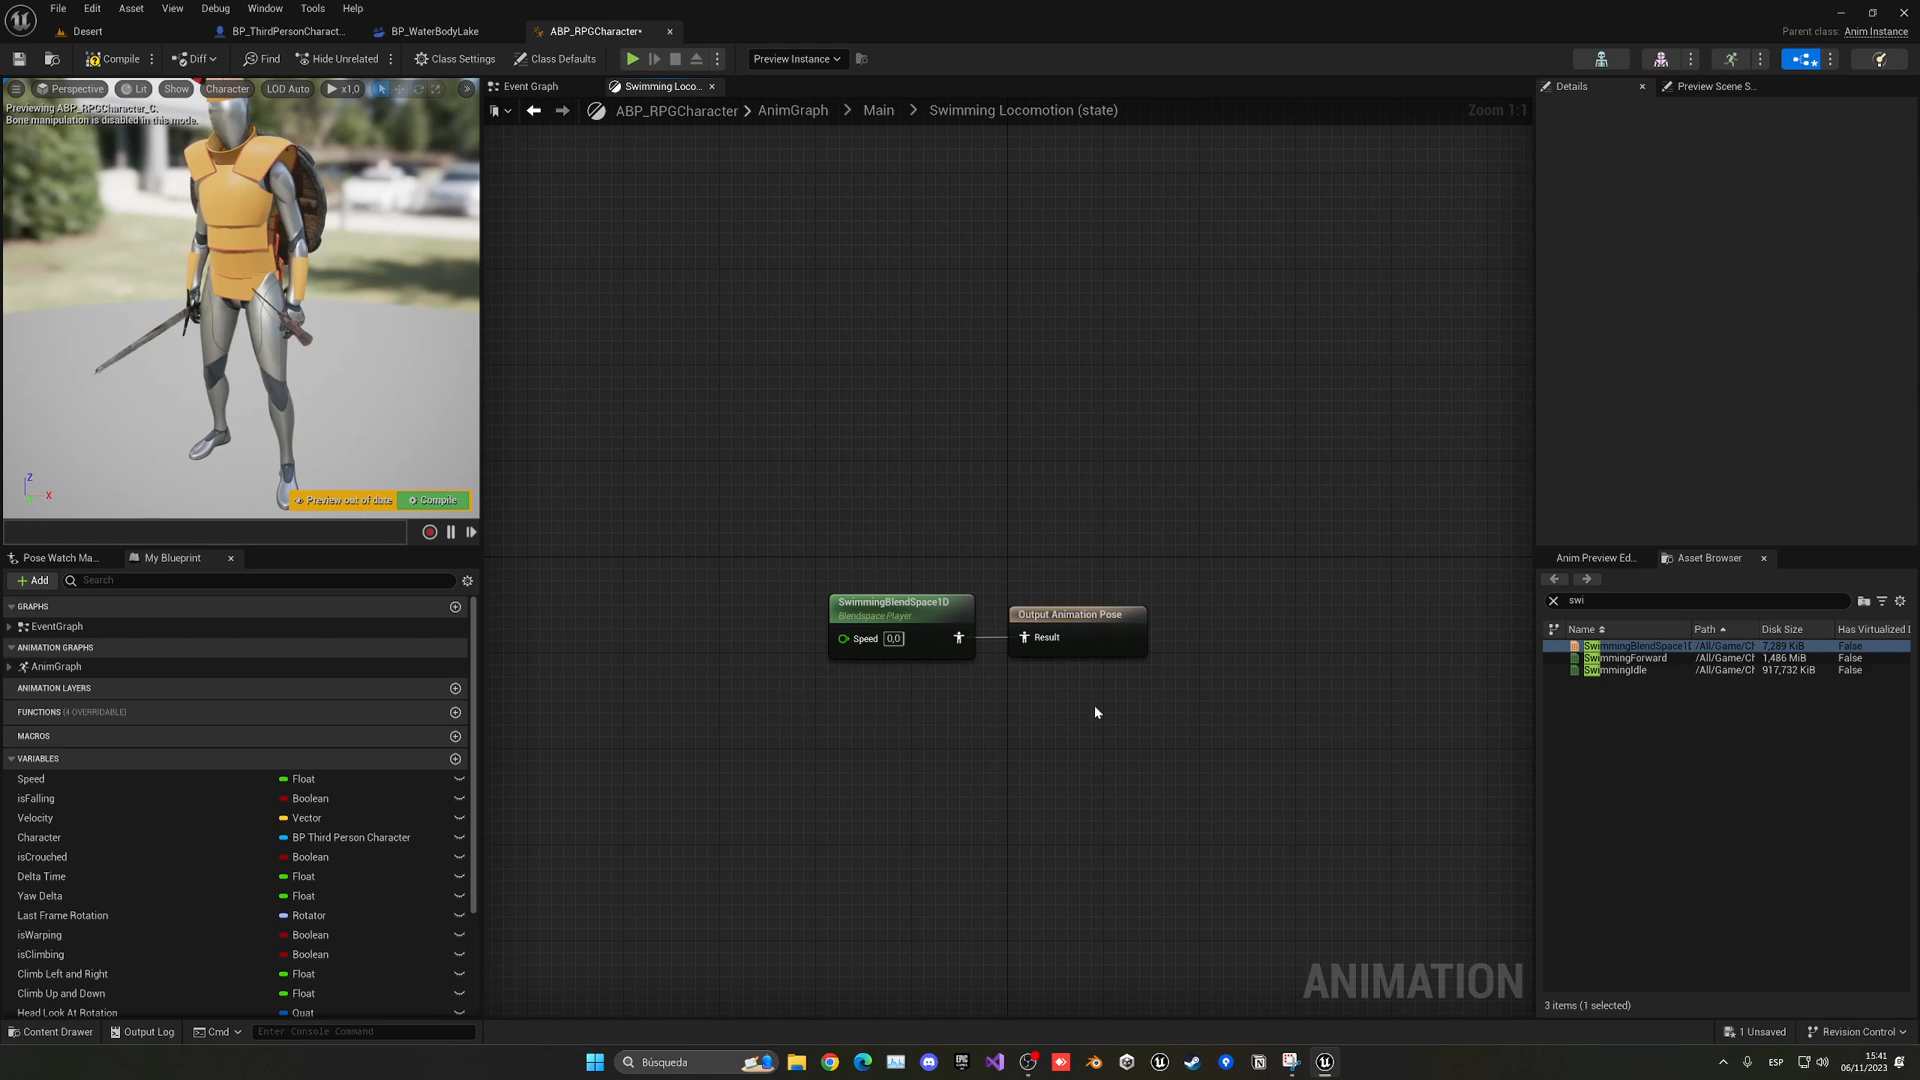 File Edit Asset View Debug Window Tools Help
Desert BP_ThirdPersonCharact... BP_WaterBodyLake ABP_RPGCharacter*
Parent class: Anim Instance
Compile Diff Find Hide Unrelated Class Settings Class Defaults Preview Instance
Perspective Lit Show Character LOD Auto x1,0
Previewing ABP_RPGCharacter_C.
Bone manipulation is disabled in this mode.
Z
X
Preview out of date Compile
Event Graph Swimming Loco...
ABP_RPGCharacter AnimGraph Main Swimming Locomotion (state) Zoom 1:1
SwimmingBlendSpace1D
Blendspace Player
Speed 0,0
Output Animation Pose
Result
ANIMATION
Pose Watch Ma... My Blueprint
Add Search
GRAPHS
EventGraph
ANIMATION GRAPHS
AnimGraph
ANIMATION LAYERS
FUNCTIONS (4 OVERRIDABLE)
MACROS
VARIABLES
Speed Float
isFalling Boolean
Velocity Vector
Character BP Third Person Character
isCrouched Boolean
Delta Time Float
Yaw Delta Float
Last Frame Rotation Rotator
isWarping Boolean
isClimbing Boolean
Climb Left and Right Float
Climb Up and Down Float
Head Look At Rotation Quat
Details Preview Scene S...
Anim Preview Ed... Asset Browser
swi
Name Path Disk Size Has Virtualized D
SwimmingBlendSpace1D /All/Game/Ch 7,289 KiB False
SwimmingForward /All/Game/Ch 1,486 MiB False
SwimmingIdle /All/Game/Ch 917,732 KiB False
3 items (1 selected)
Content Drawer Output Log Cmd Enter Console Command 1 Unsaved Revision Control
Búsqueda ESP 15:41
06/11/2023